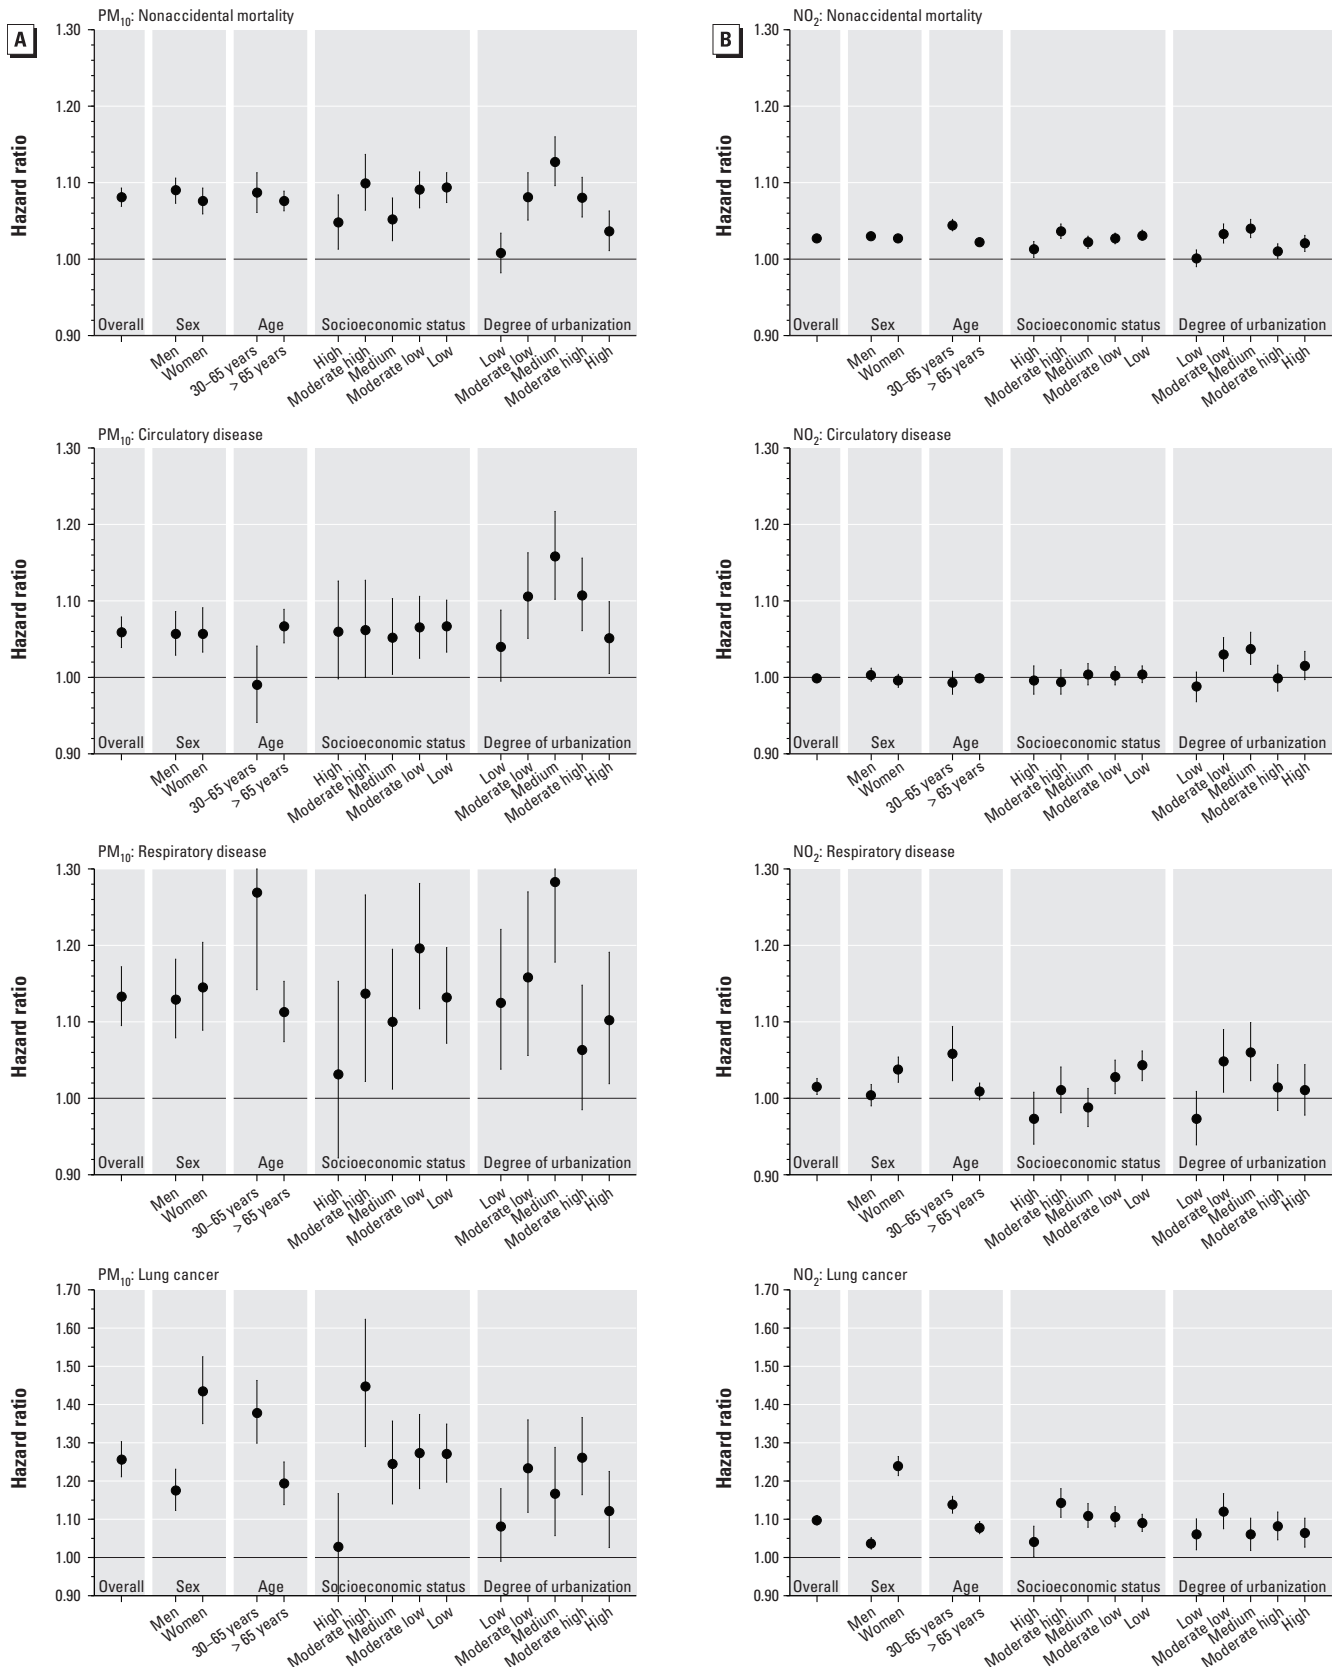 A
PM10: Nonaccidental mortality
Hazard ratio
1.30
1.20
1.10
1.00
0.90
Overall Sex Age Socioeconomic status Degree of urbanization
Men Women 30–65 years > 65 years High Moderate high Medium Moderate low Low Low Moderate low Medium Moderate high High
PM10: Circulatory disease
Hazard ratio
1.30
1.20
1.10
1.00
0.90
Overall Sex Age Socioeconomic status Degree of urbanization
Men Women 30–65 years > 65 years High Moderate high Medium Moderate low Low Low Moderate low Medium Moderate high High
PM10: Respiratory disease
Hazard ratio
1.30
1.20
1.10
1.00
0.90
Overall Sex Age Socioeconomic status Degree of urbanization
Men Women 30–65 years > 65 years High Moderate high Medium Moderate low Low Low Moderate low Medium Moderate high High
PM10: Lung cancer
Hazard ratio
1.70
1.60
1.50
1.40
1.30
1.20
1.10
1.00
0.90
Overall Sex Age Socioeconomic status Degree of urbanization
Men Women 30–65 years > 65 years High Moderate high Medium Moderate low Low Low Moderate low Medium Moderate high High
B
NO2: Nonaccidental mortality
Hazard ratio
1.30
1.20
1.10
1.00
0.90
Overall Sex Age Socioeconomic status Degree of urbanization
Men Women 30–65 years > 65 years High Moderate high Medium Moderate low Low Low Moderate low Medium Moderate high High
NO2: Circulatory disease
Hazard ratio
1.30
1.20
1.10
1.00
0.90
Overall Sex Age Socioeconomic status Degree of urbanization
Men Women 30–65 years > 65 years High Moderate high Medium Moderate low Low Low Moderate low Medium Moderate high High
NO2: Respiratory disease
Hazard ratio
1.30
1.20
1.10
1.00
0.90
Overall Sex Age Socioeconomic status Degree of urbanization
Men Women 30–65 years > 65 years High Moderate high Medium Moderate low Low Low Moderate low Medium Moderate high High
NO2: Lung cancer
Hazard ratio
1.70
1.60
1.50
1.40
1.30
1.20
1.10
1.00
0.90
Overall Sex Age Socioeconomic status Degree of urbanization
Men Women 30–65 years > 65 years High Moderate high Medium Moderate low Low Low Moderate low Medium Moderate high High